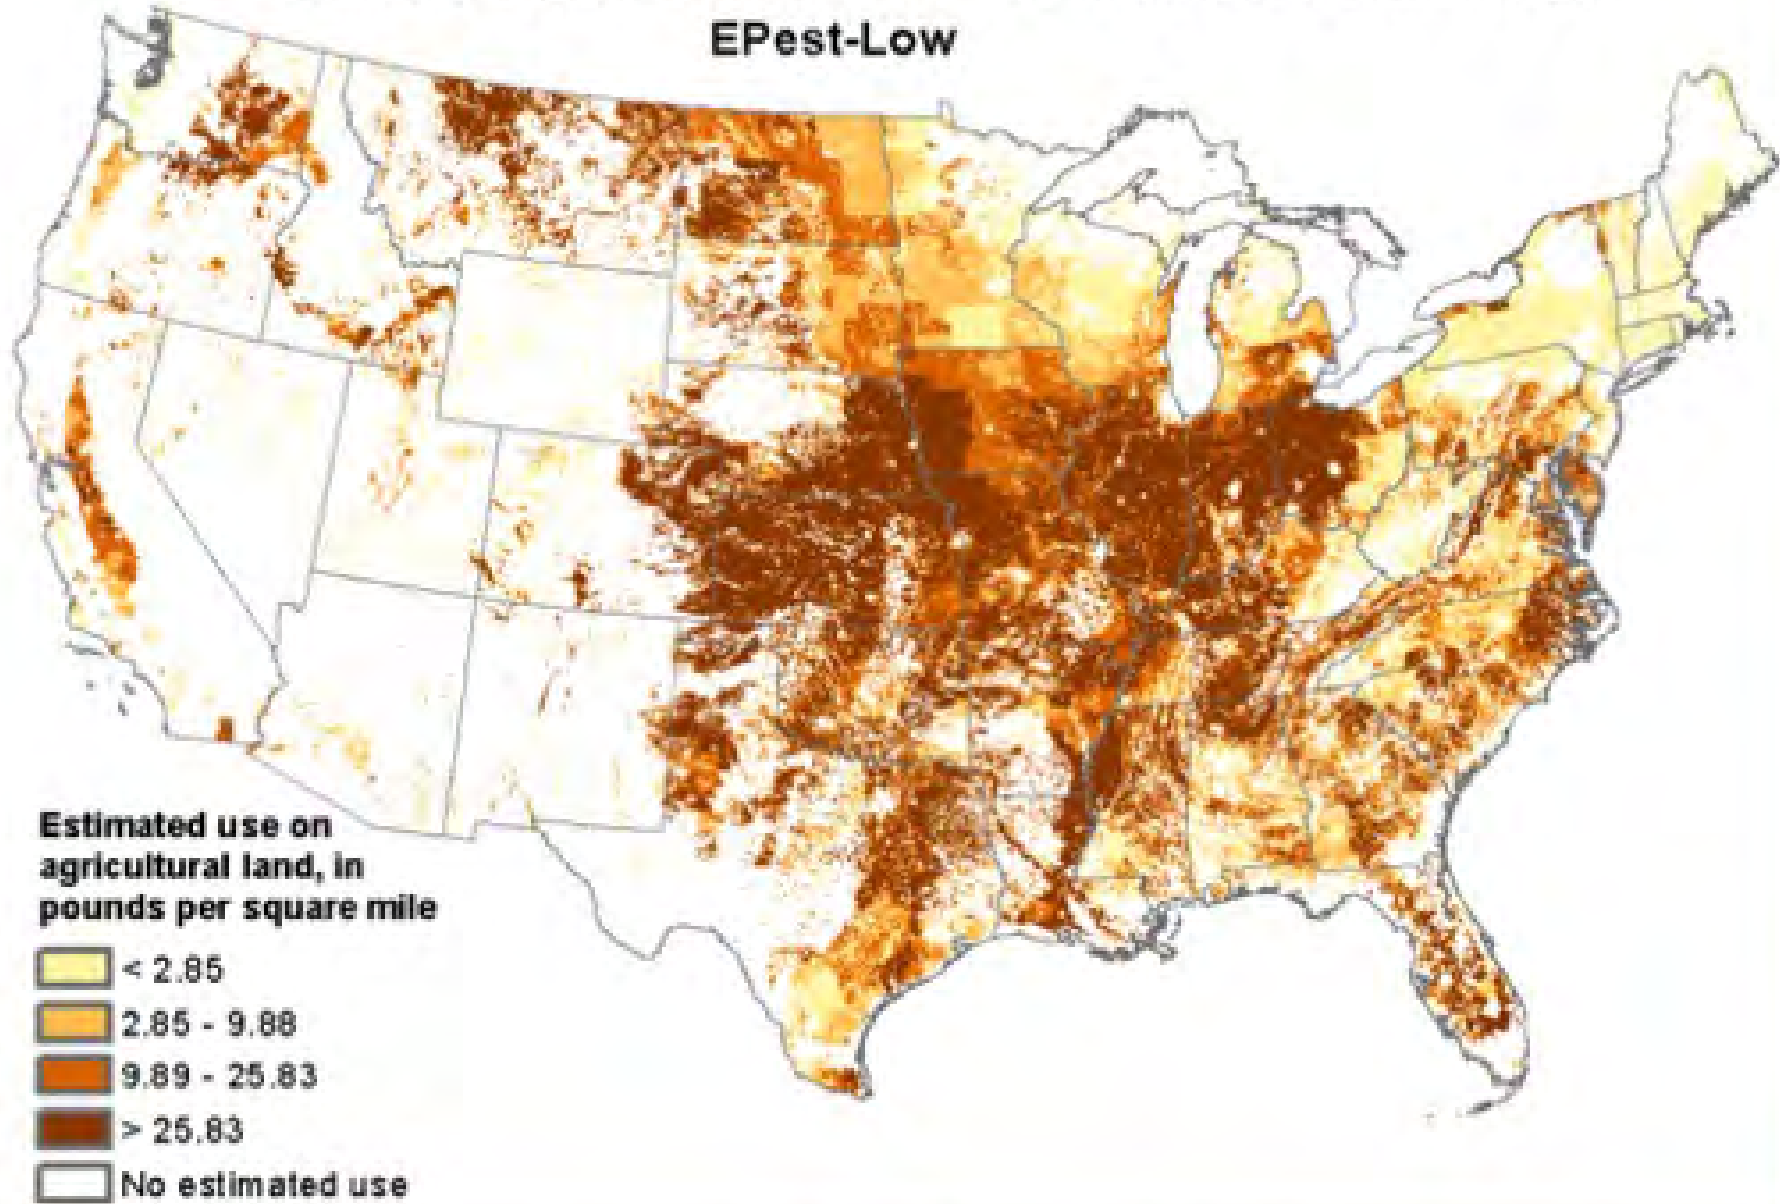 EPest-Low
Estimated use on
agricultural land, in
pounds per square mile
< 2.85
2.85 - 9.88
9.89 - 25.83
> 25.83
No estimated use